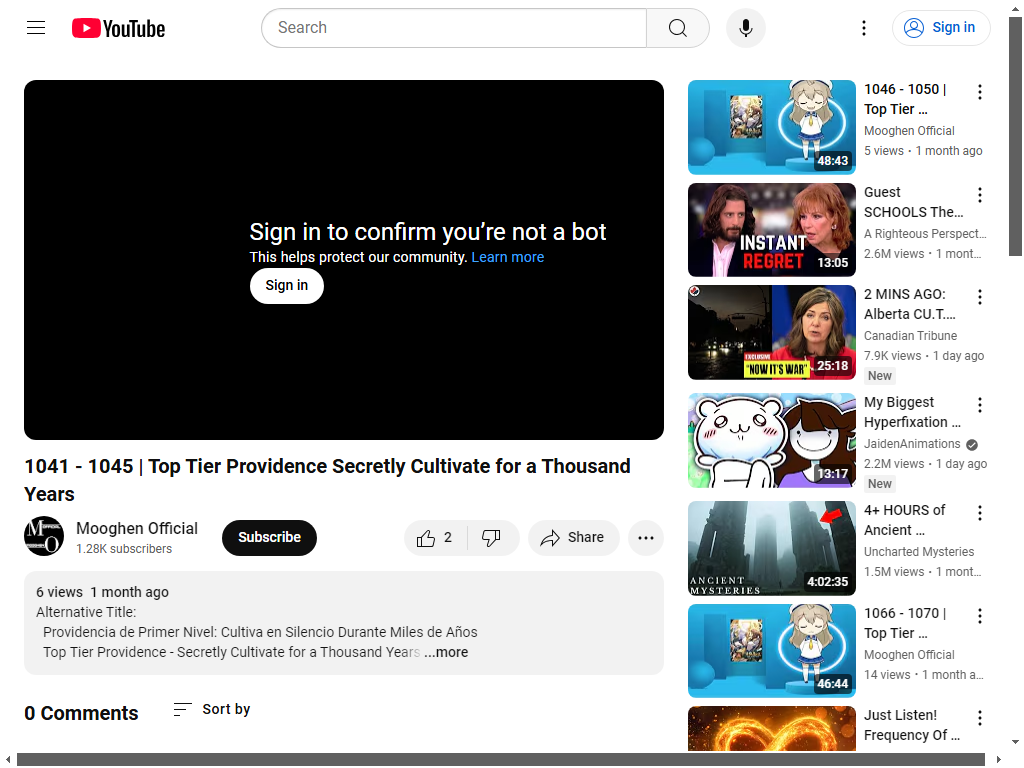 YouTube
Search
Sign in
Sign in to confirm you’re not a bot
This helps protect our community. Learn more
Sign in
1041 - 1045 | Top Tier Providence Secretly Cultivate for a Thousand
Years
Mooghen Official
1.28K subscribers
Subscribe
2
Share
6 views 1 month ago
Alternative Title:
Providencia de Primer Nivel: Cultiva en Silencio Durante Miles de Años
Top Tier Providence - Secretly Cultivate for a Thousand Years ...more
0 Comments
Sort by
48:43
1046 - 1050 |
Top Tier ...
Mooghen Official
5 views • 1 month ago
INSTANT
REGRET
13:05
Guest
SCHOOLS The...
A Righteous Perspect...
2.6M views • 1 mont...
EXCLUSIVE
"NOW IT'S WAR"
25:18
2 MINS AGO:
Alberta CU.T....
Canadian Tribune
7.9K views • 1 day ago
New
13:17
My Biggest
Hyperfixation ...
JaidenAnimations
2.2M views • 1 day ago
New
ANCIENT
MYSTERIES
4:02:35
4+ HOURS of
Ancient ...
Uncharted Mysteries
1.5M views • 1 mont...
46:44
1066 - 1070 |
Top Tier ...
Mooghen Official
14 views • 1 month a...
Just Listen!
Frequency Of ...